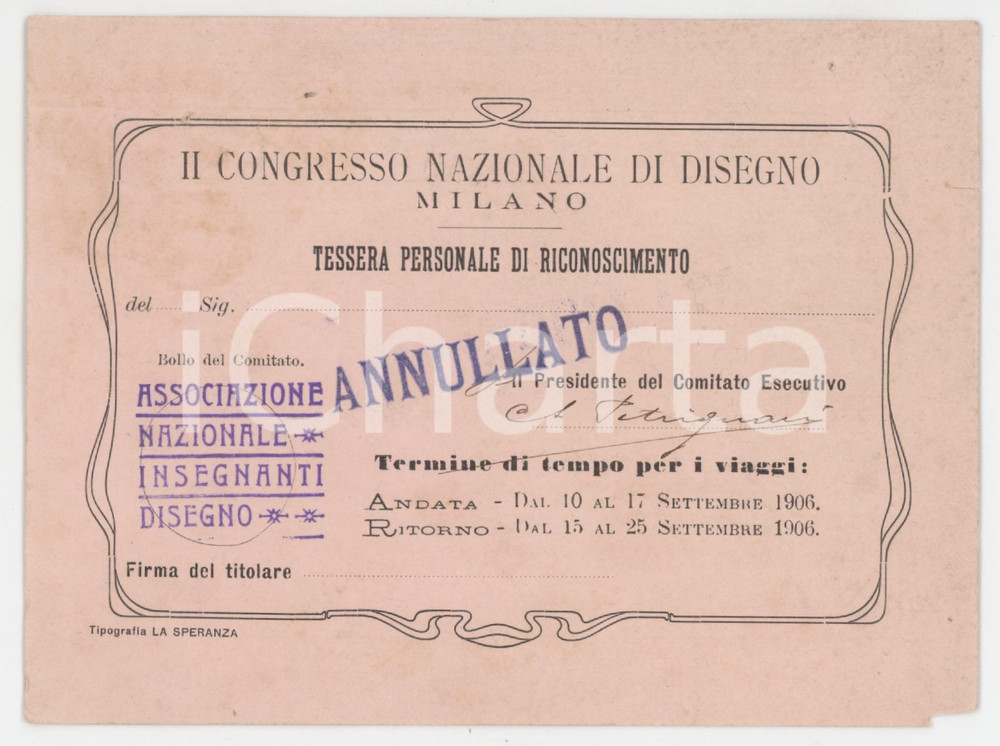 II CONGRESSO NAZIONALE DI DISEGNO
MILANO
TESSERA PERSONALE DI RICONOSCIMENTO
del Sig.
Bollo del Comitato.
ANNULLATO
ASSOCIAZIONE
NAZIONALE
INSEGNANTI
DISEGNO
Il Presidente del Comitato Esecutivo
Termine di tempo per i viaggi:
ANDATA - DAL 10 AL 17 SETTEMBRE 1906.
RITORNO - DAL 15 AL 25 SETTEMBRE 1906.
Firma del titolare
Tipografia LA SPERANZA
iCharta